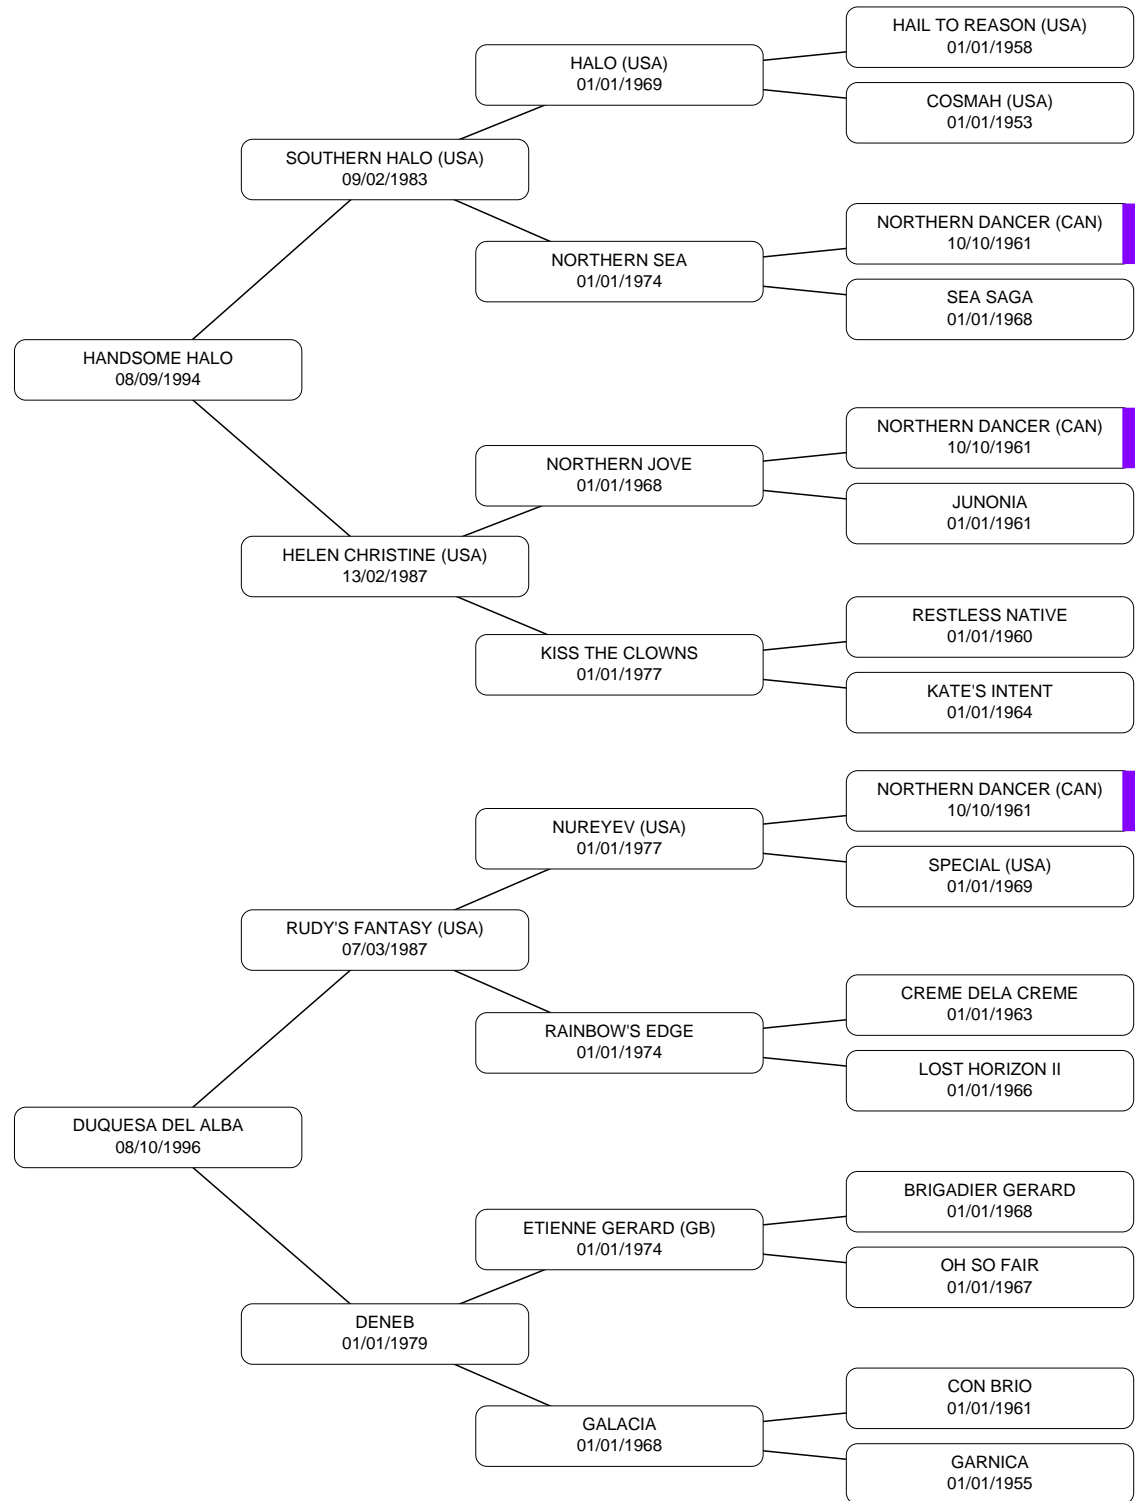 HAIL TO REASON (USA)
01/01/1958
HALO (USA)
01/01/1969
COSMAH (USA)
01/01/1953
SOUTHERN HALO (USA)
09/02/1983
NORTHERN DANCER (CAN)
10/10/1961
NORTHERN SEA
01/01/1974
SEA SAGA
01/01/1968
HANDSOME HALO
08/09/1994
NORTHERN DANCER (CAN)
10/10/1961
NORTHERN JOVE
01/01/1968
JUNONIA
01/01/1961
HELEN CHRISTINE (USA)
13/02/1987
RESTLESS NATIVE
01/01/1960
KISS THE CLOWNS
01/01/1977
KATE'S INTENT
01/01/1964
NORTHERN DANCER (CAN)
10/10/1961
NUREYEV (USA)
01/01/1977
SPECIAL (USA)
01/01/1969
RUDY'S FANTASY (USA)
07/03/1987
CREME DELA CREME
01/01/1963
RAINBOW'S EDGE
01/01/1974
LOST HORIZON II
01/01/1966
DUQUESA DEL ALBA
08/10/1996
BRIGADIER GERARD
01/01/1968
ETIENNE GERARD (GB)
01/01/1974
OH SO FAIR
01/01/1967
DENEB
01/01/1979
CON BRIO
01/01/1961
GALACIA
01/01/1968
GARNICA
01/01/1955